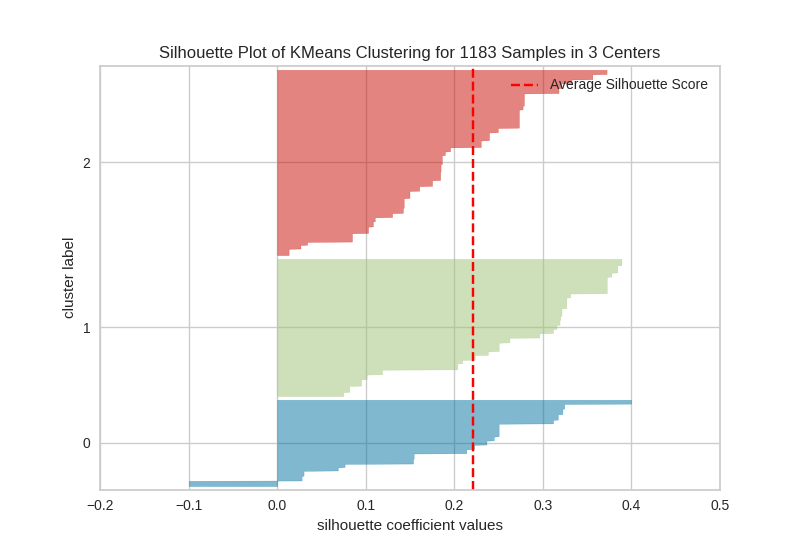 Silhouette Plot of KMeans Clustering for 1183 Samples in 3 Centers
Average Silhouette Score
2
1
0
cluster label
−0.2 −0.1 0.0 0.1 0.2 0.3 0.4 0.5
silhouette coefficient values